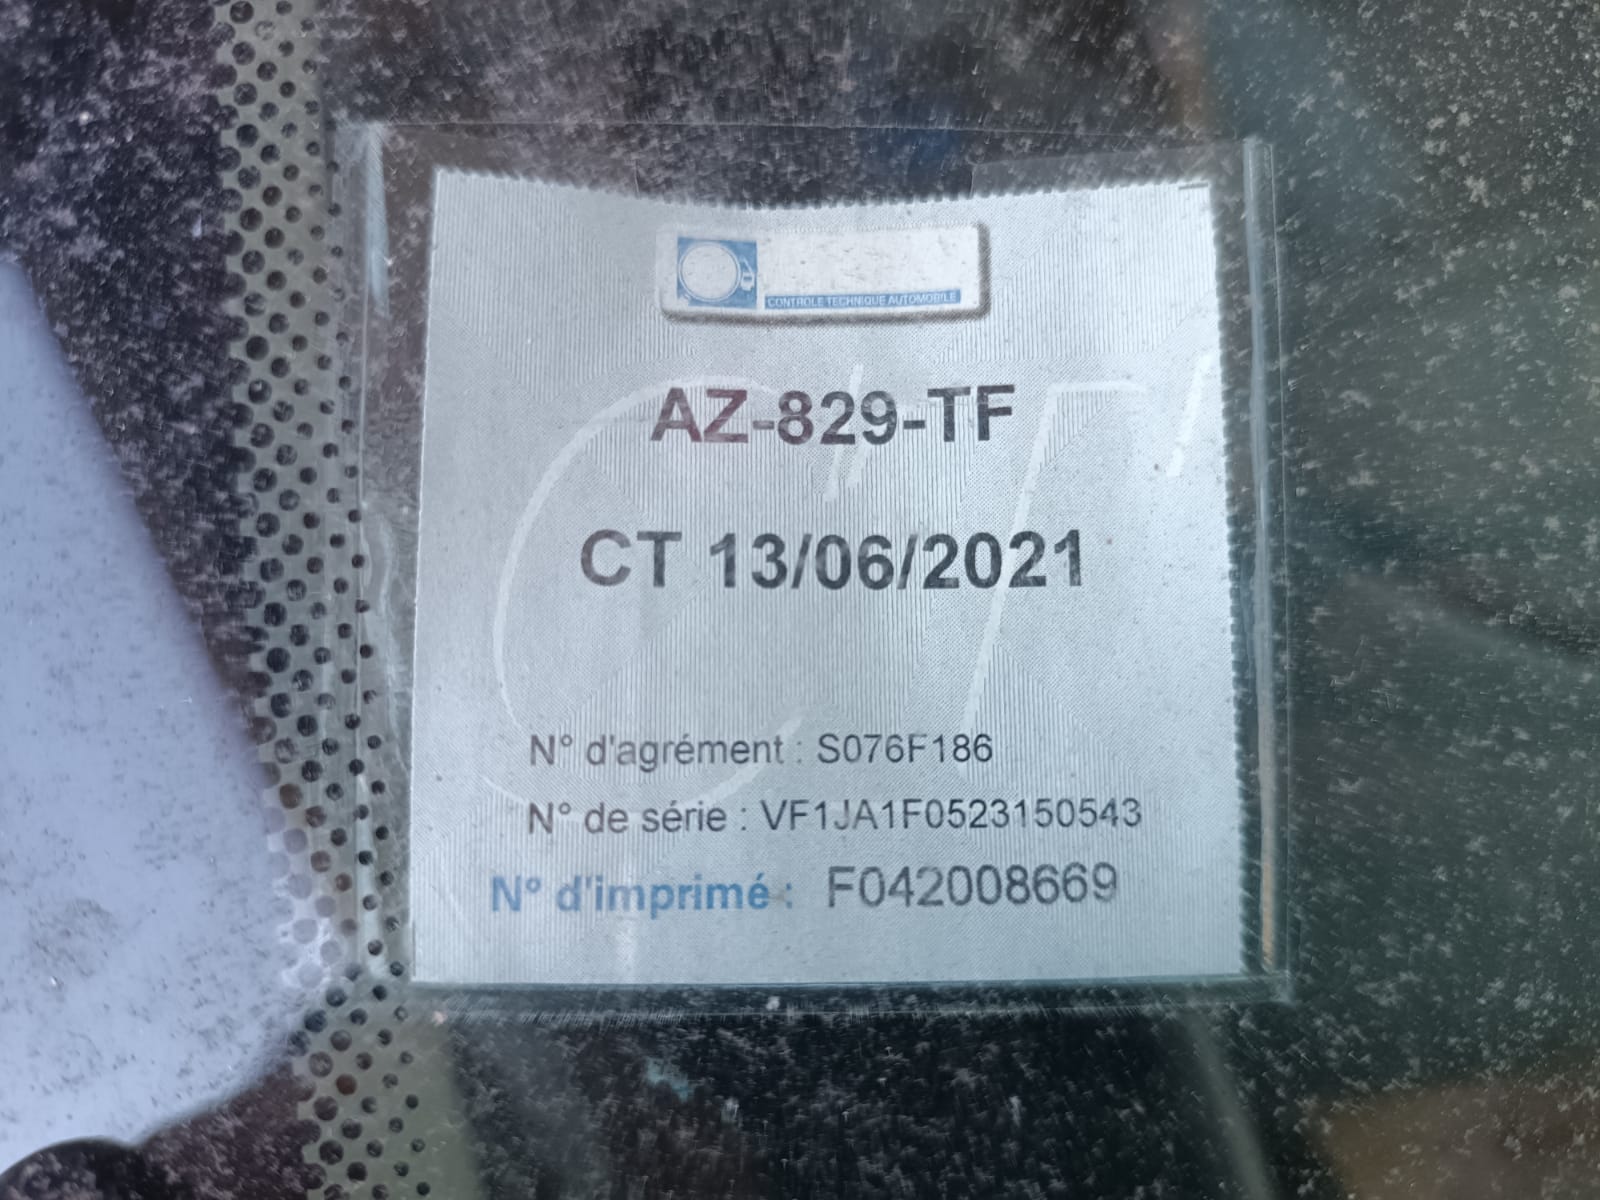 CONTROLE TECHNIQUE AUTOMOBILE
AZ-829-TF
CT 13/06/2021
N° d'agrément : S076F186
N° de série : VF1JA1F0523150543
N° d'imprimé : F042008669